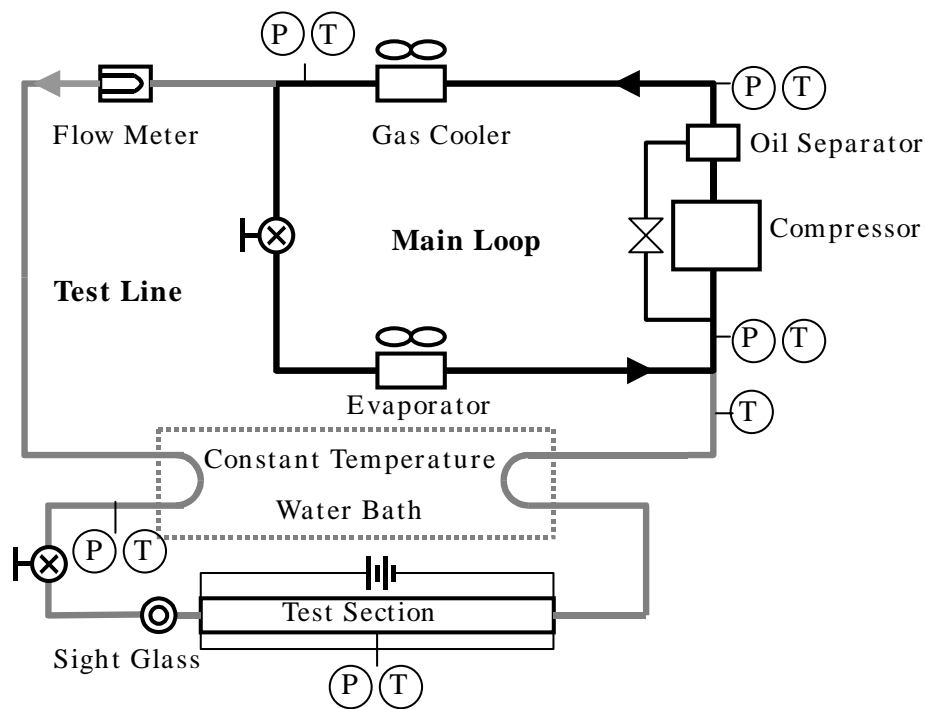 P T
Flow Meter
Gas Cooler
P T
Oil Separator
Compressor
Main Loop
Test Line
P T
Evaporator
T
Constant Temperature
Water Bath
P T
Test Section
Sight Glass
P T